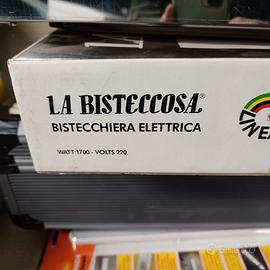 LA BISTECCOSA®
BISTECCHIERA ELETTRICA
WATT 1700 - VOLTS 220